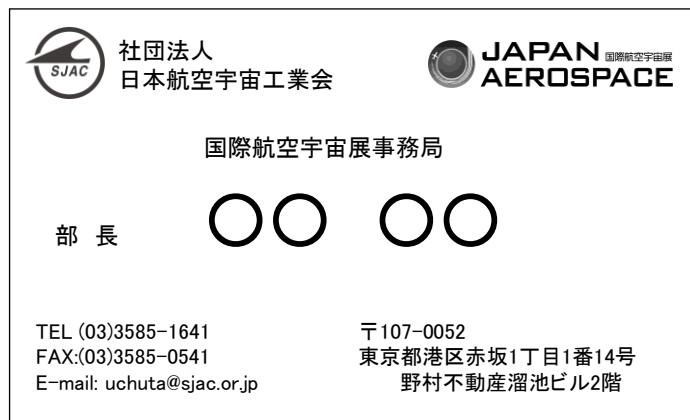 SJAC
社団法人
日本航空宇宙工業会
JAPAN 国際航空宇宙展
AEROSPACE
国際航空宇宙展事務局
部 長 〇〇 〇〇
TEL (03)3585-1641
FAX:(03)3585-0541
E-mail: uchuta@sjac.or.jp
〒107-0052
東京都港区赤坂1丁目1番14号
野村不動産溜池ビル2階